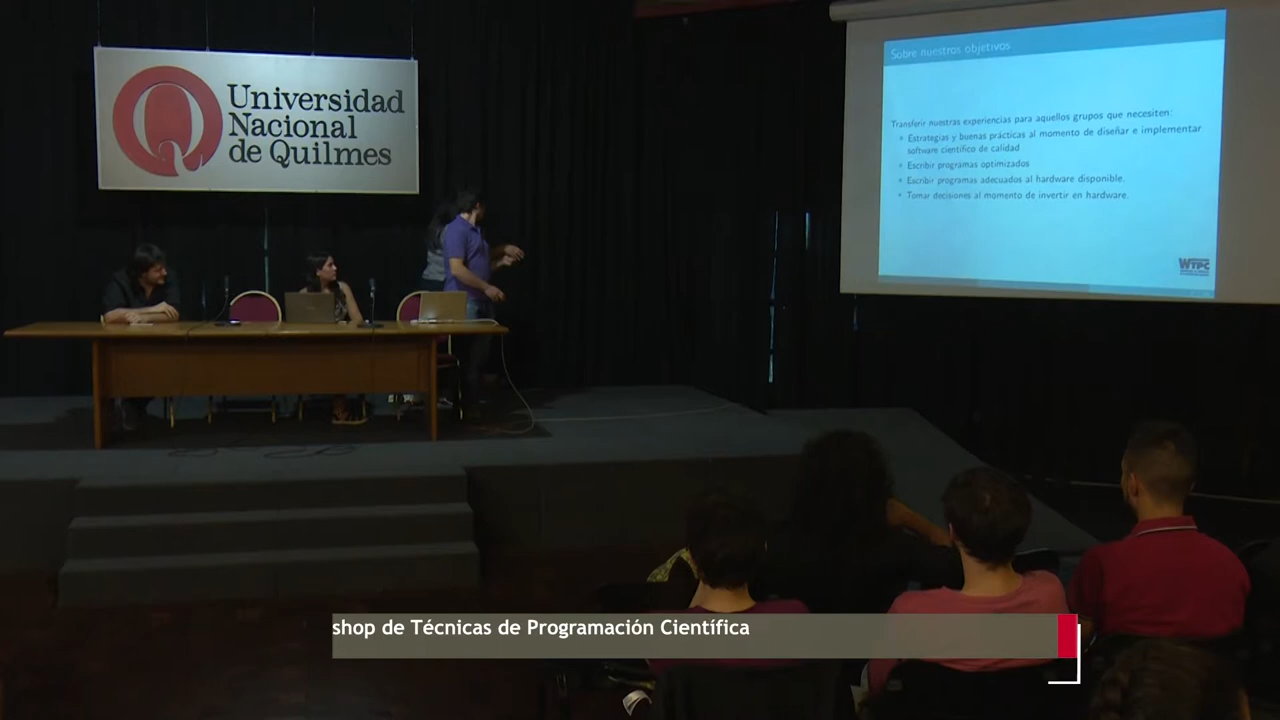 Universidad
Nacional
de Quilmes
Sobre nuestros objetivos
Transferir nuestras experiencias para aquellos grupos que necesiten:
Estrategias y buenas prácticas al momento de diseñar e implementar
software científico de calidad
Escribir programas optimizados
Escribir programas adecuados al hardware disponible.
Tomar decisiones al momento de invertir en hardware.
WTPC
shop de Técnicas de Programación Científica